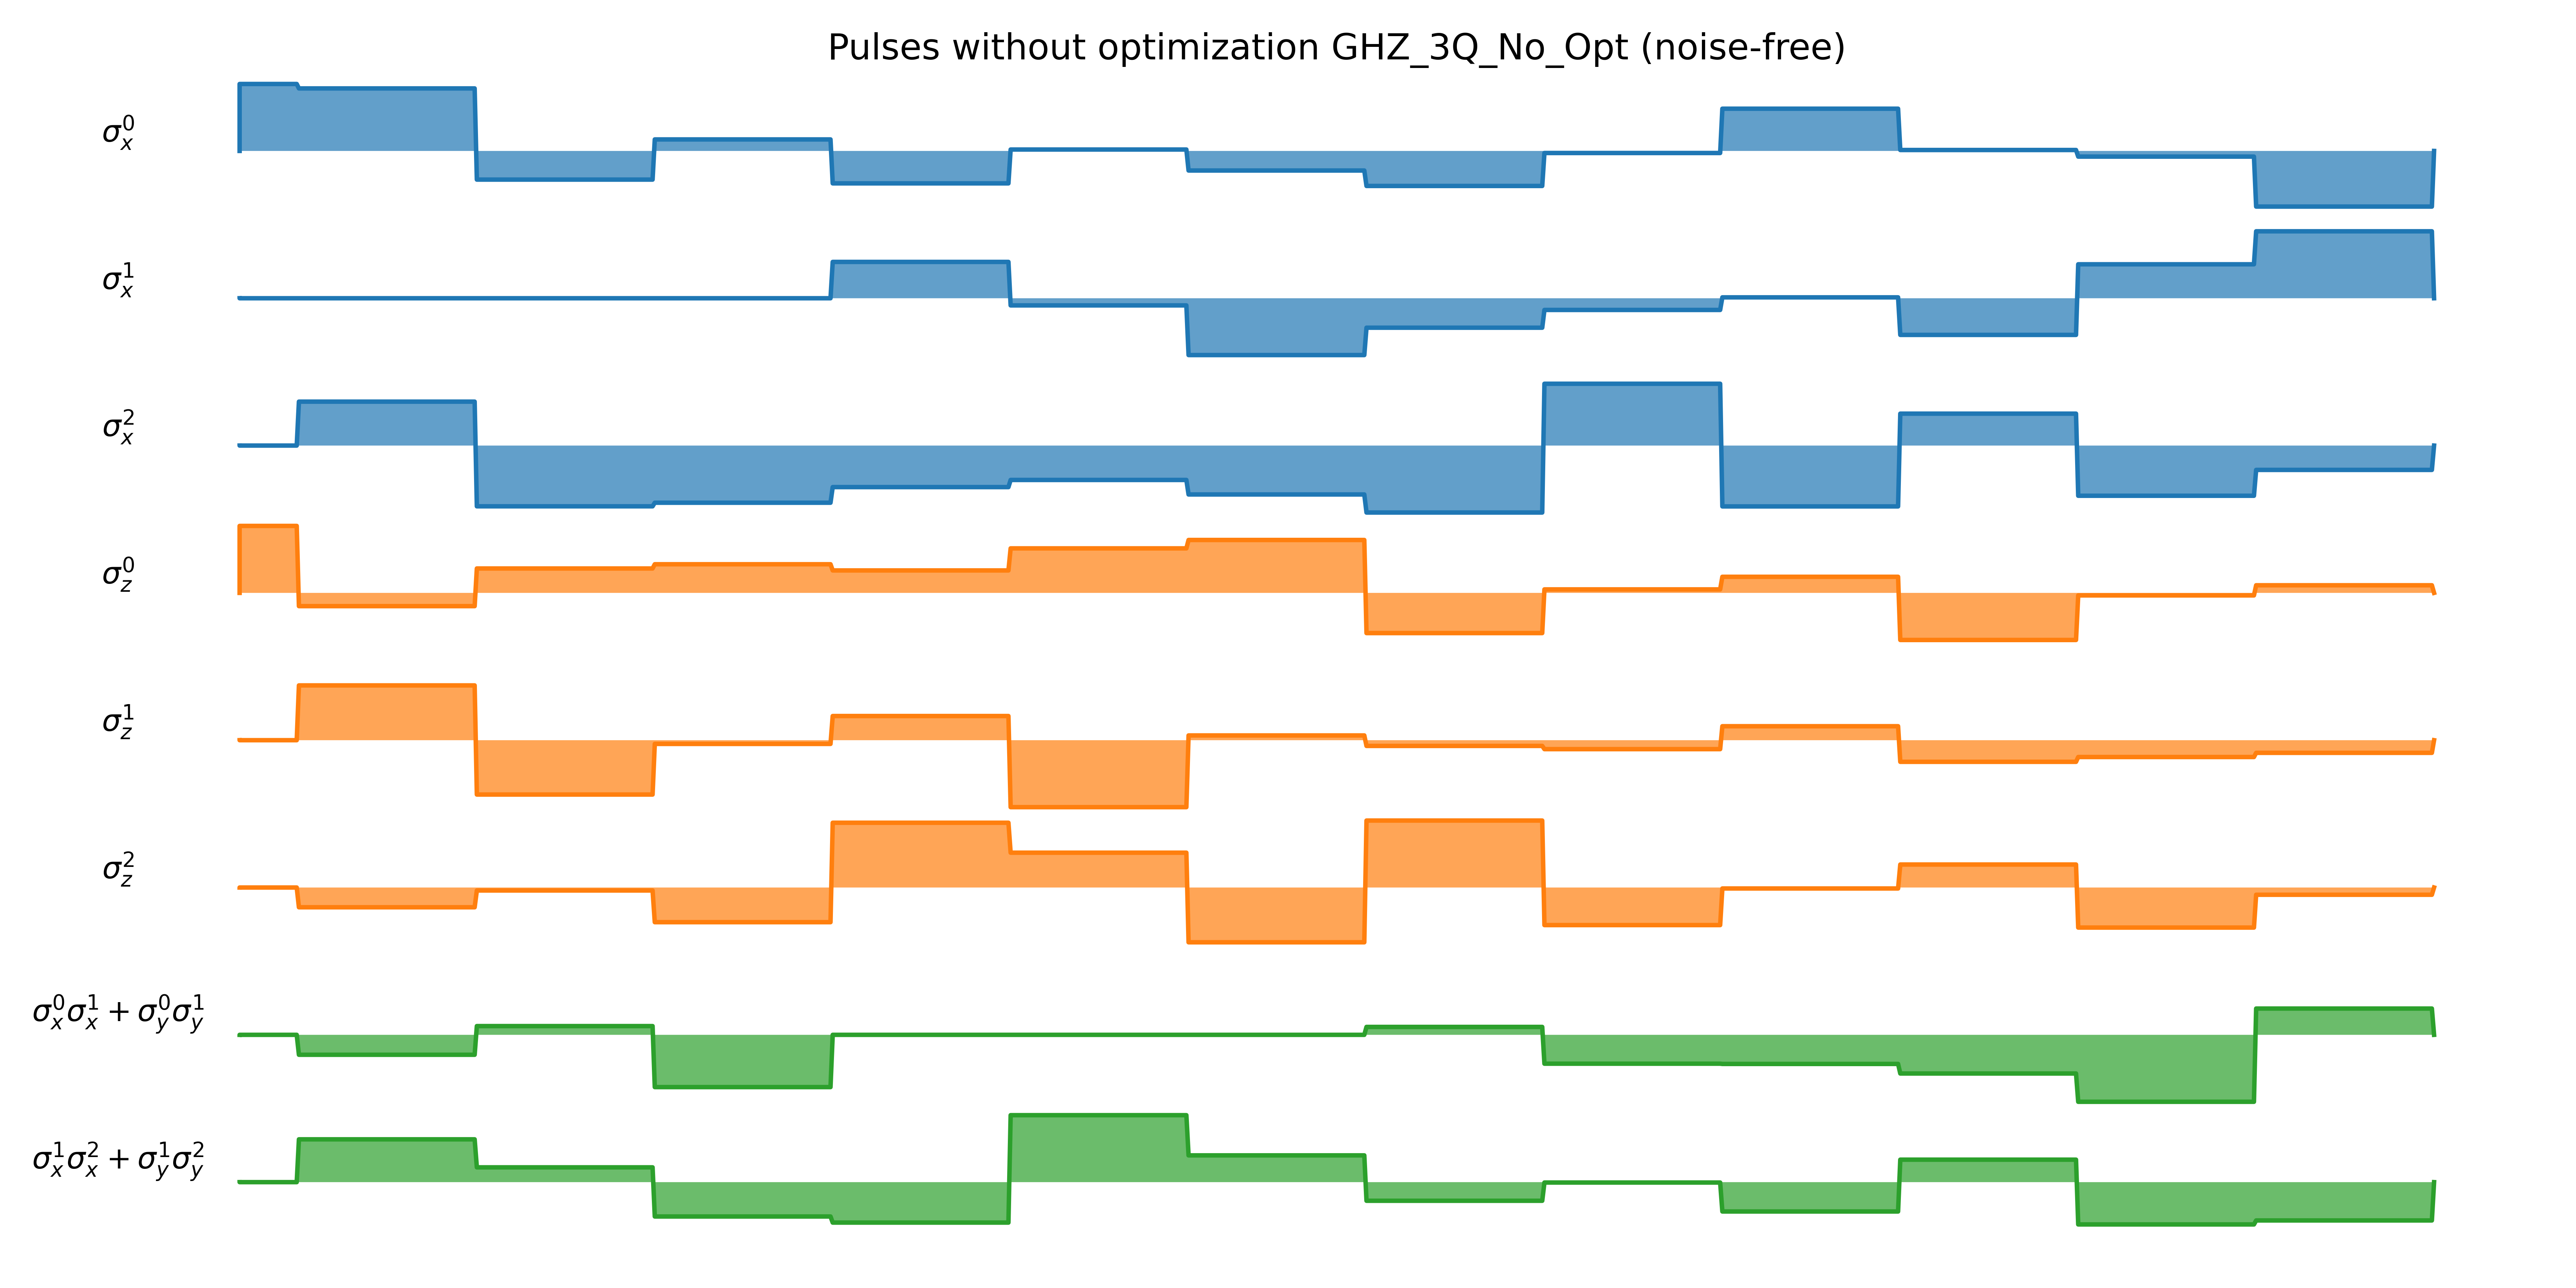 Pulses without optimization GHZ_3Q_No_Opt (noise-free)
σ_x^0
σ_x^1
σ_x^2
σ_z^0
σ_z^1
σ_z^2
σ_x^0σ_x^1 + σ_y^0σ_y^1
σ_x^1σ_x^2 + σ_y^1σ_y^2